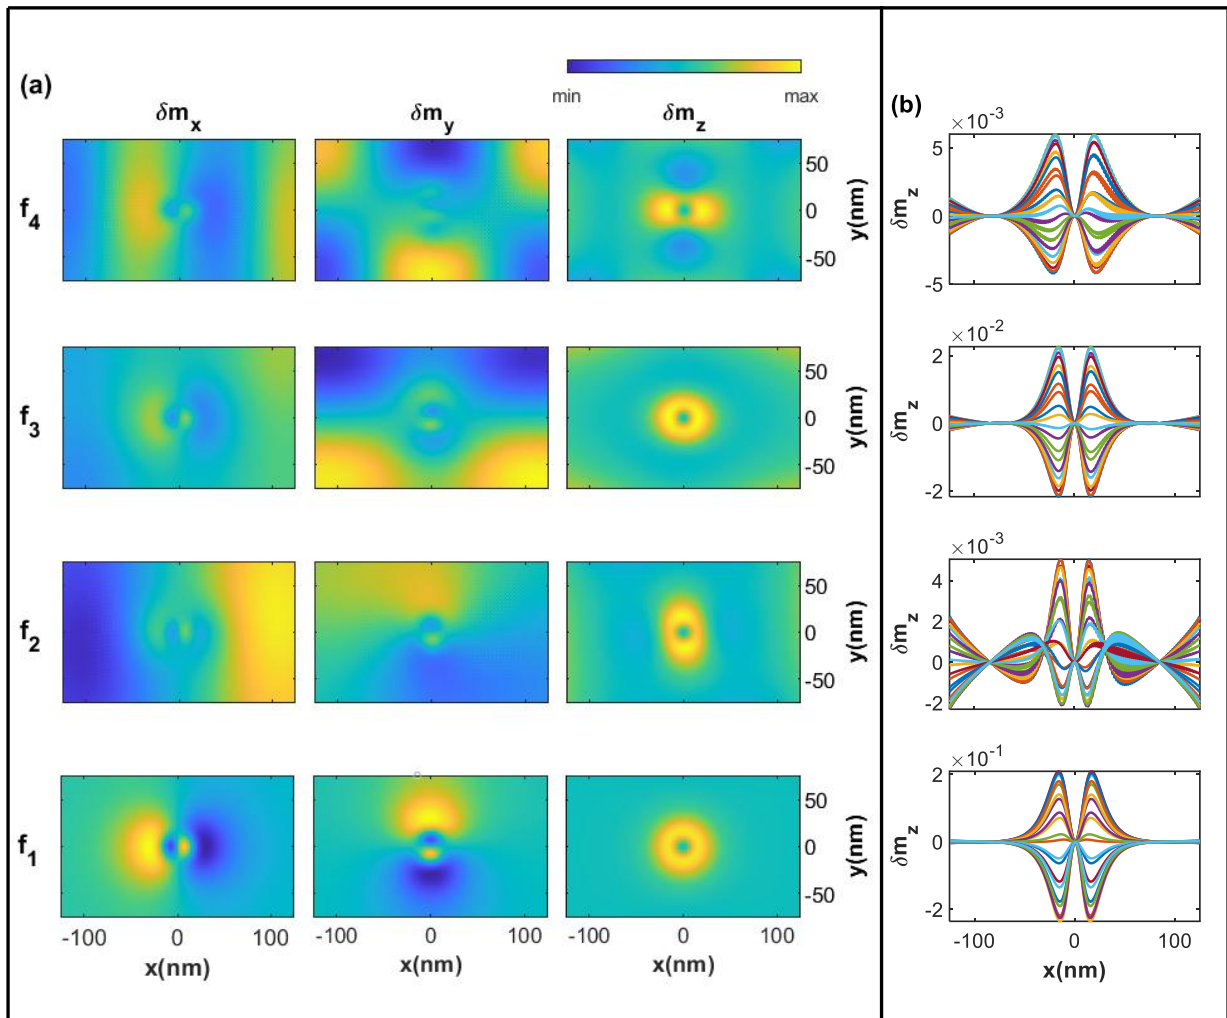 (a)
min max
δm_x δm_y δm_z
f_4
50
0
-50
y(nm)
f_3
50
0
-50
y(nm)
f_2
50
0
-50
y(nm)
f_1
50
0
-50
y(nm)
-100 0 100 -100 0 100 -100 0 100
x(nm) x(nm) x(nm)
(b)
×10^-3
5
0
-5
δm_z
×10^-2
2
0
-2
δm_z
×10^-3
4
2
0
-2
δm_z
×10^-1
2
0
-2
δm_z
-100 0 100
x(nm)